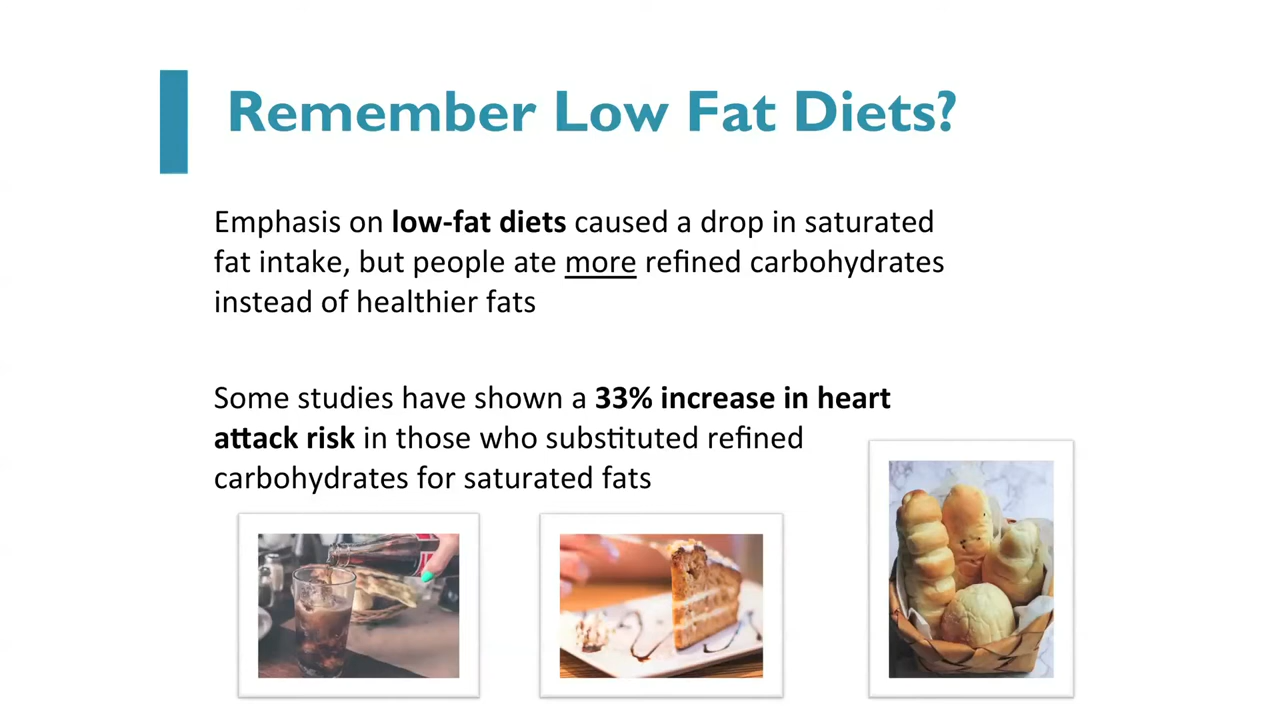 Remember Low Fat Diets?
Emphasis on low-fat diets caused a drop in saturated
fat intake, but people ate more refined carbohydrates
instead of healthier fats
Some studies have shown a 33% increase in heart
attack risk in those who substituted refined
carbohydrates for saturated fats